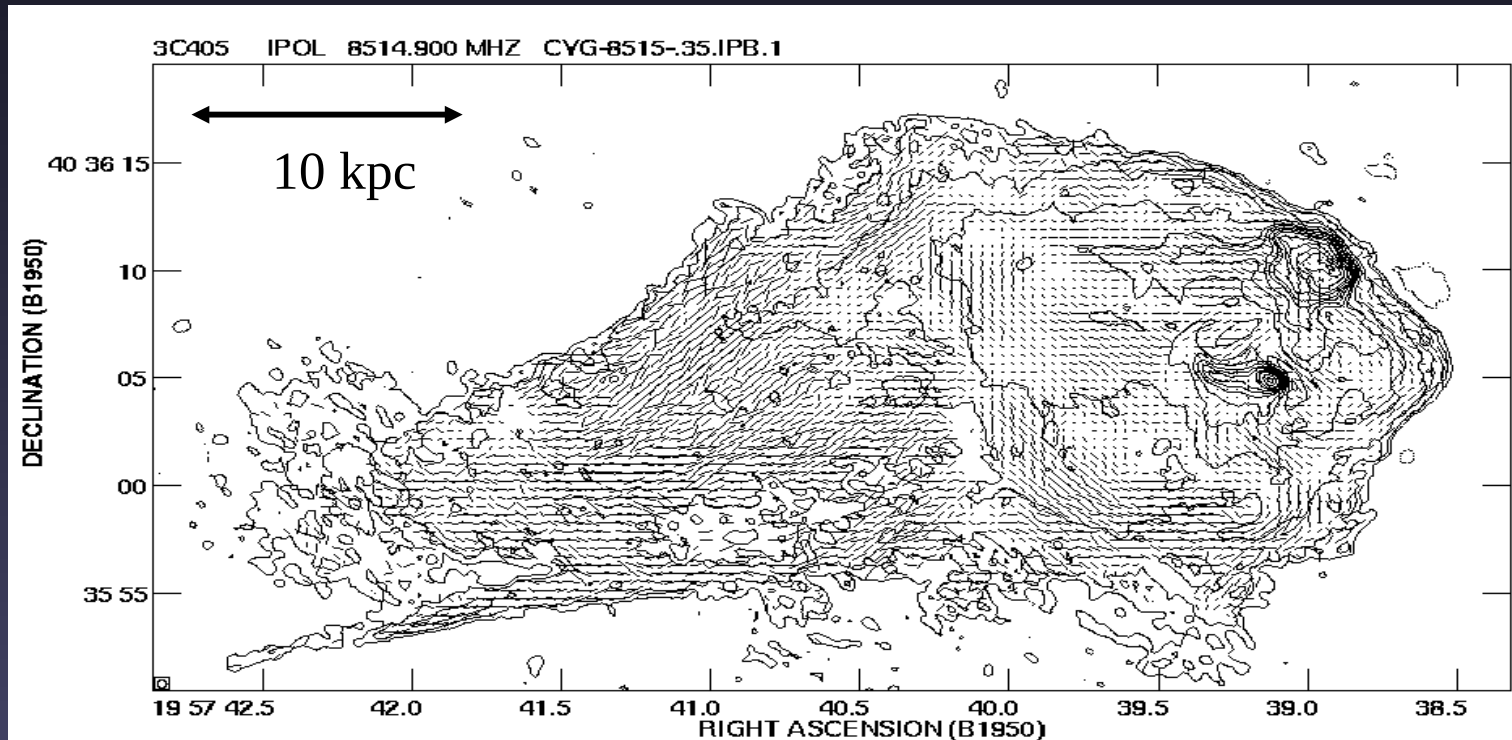 3C405 IPOL 8514.900 MHZ CYG-8515-.35.IPB.1
10 kpc
40 36 15
10
05
00
35 55
DECLINATION (B1950)
19 57 42.5 42.0 41.5 41.0 40.5 40.0 39.5 39.0 38.5
RIGHT ASCENSION (B1950)